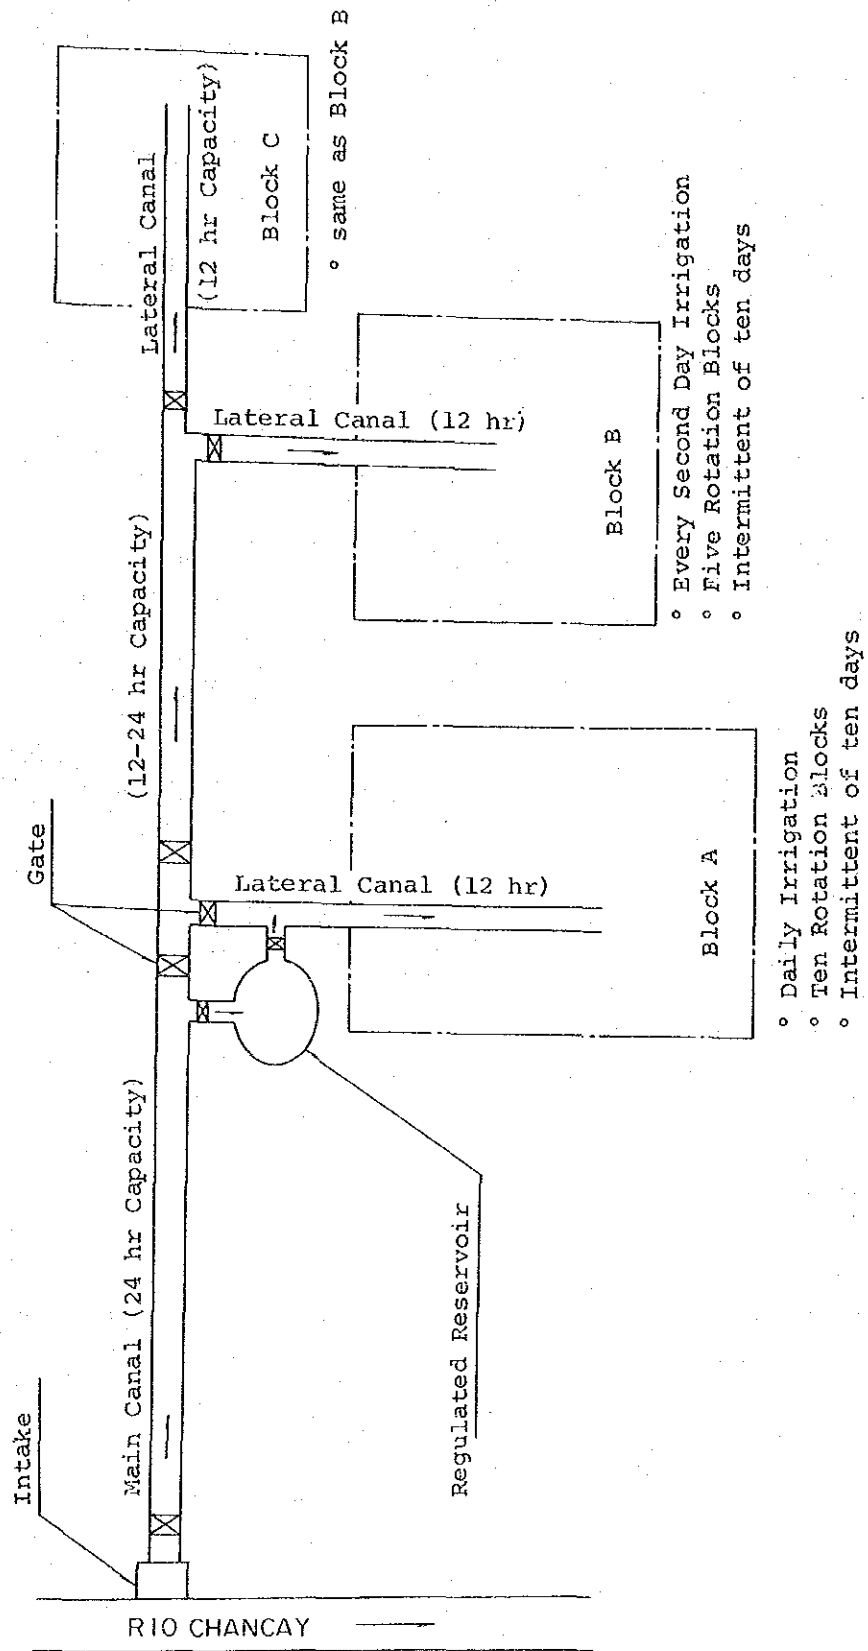 Intake
Main Canal (24 hr Capacity)
Gate
(12-24 hr Capacity)
Lateral Canal
(12 hr Capacity)
Block C
° same as Block B
Lateral Canal (12 hr)
Block B
° Every Second Day Irrigation
° Five Rotation Blocks
° Intermittent of ten days
Lateral Canal (12 hr)
Block A
° Daily Irrigation
° Ten Rotation Blocks
° Intermittent of ten days
Regulated Reservoir
RIO CHANCAY